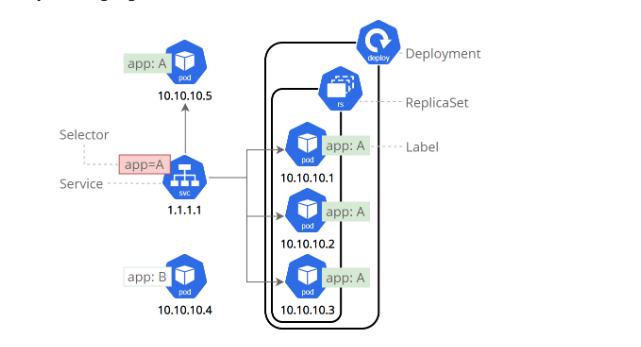 deploy
Deployment
app: A
pod
10.10.10.5
rs
ReplicaSet
Selector
app: A
Label
pod
app=A
10.10.10.1
Service
svc
1.1.1.1
app: A
pod
10.10.10.2
app: B
pod
10.10.10.4
app: A
pod
10.10.10.3